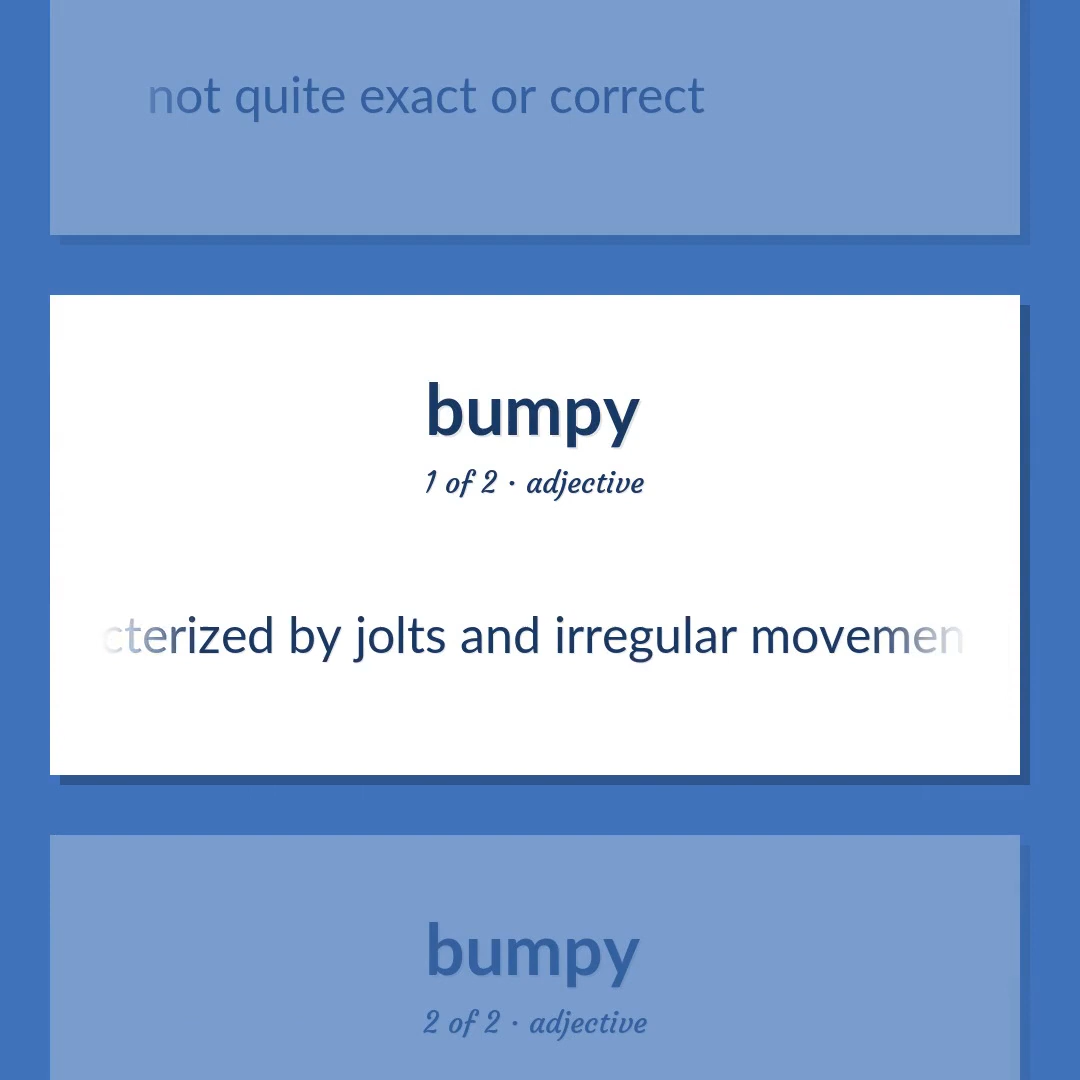 not quite exact or correct
bumpy
1 of 2 · adjective
cterized by jolts and irregular movemen
bumpy
2 of 2 · adjective